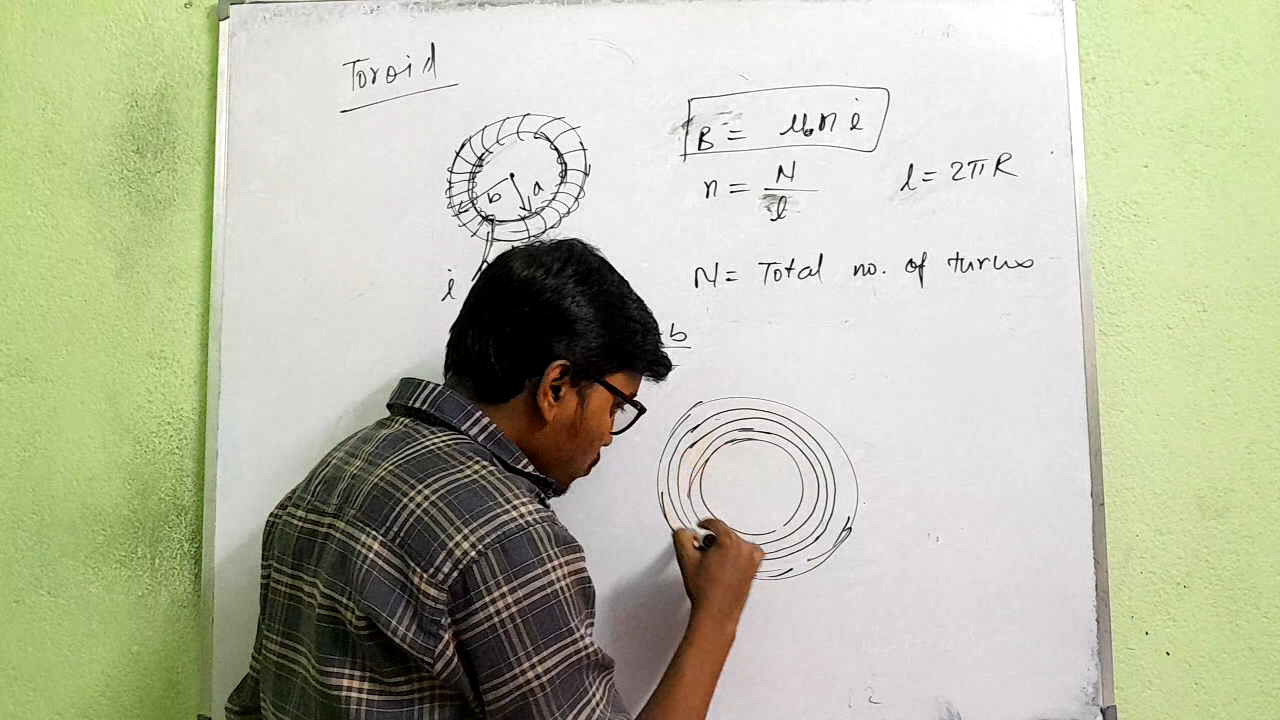 Toroid
B = μ₀ n i
n = N/l
l = 2πR
b
a
i
N = Total no. of turns
b